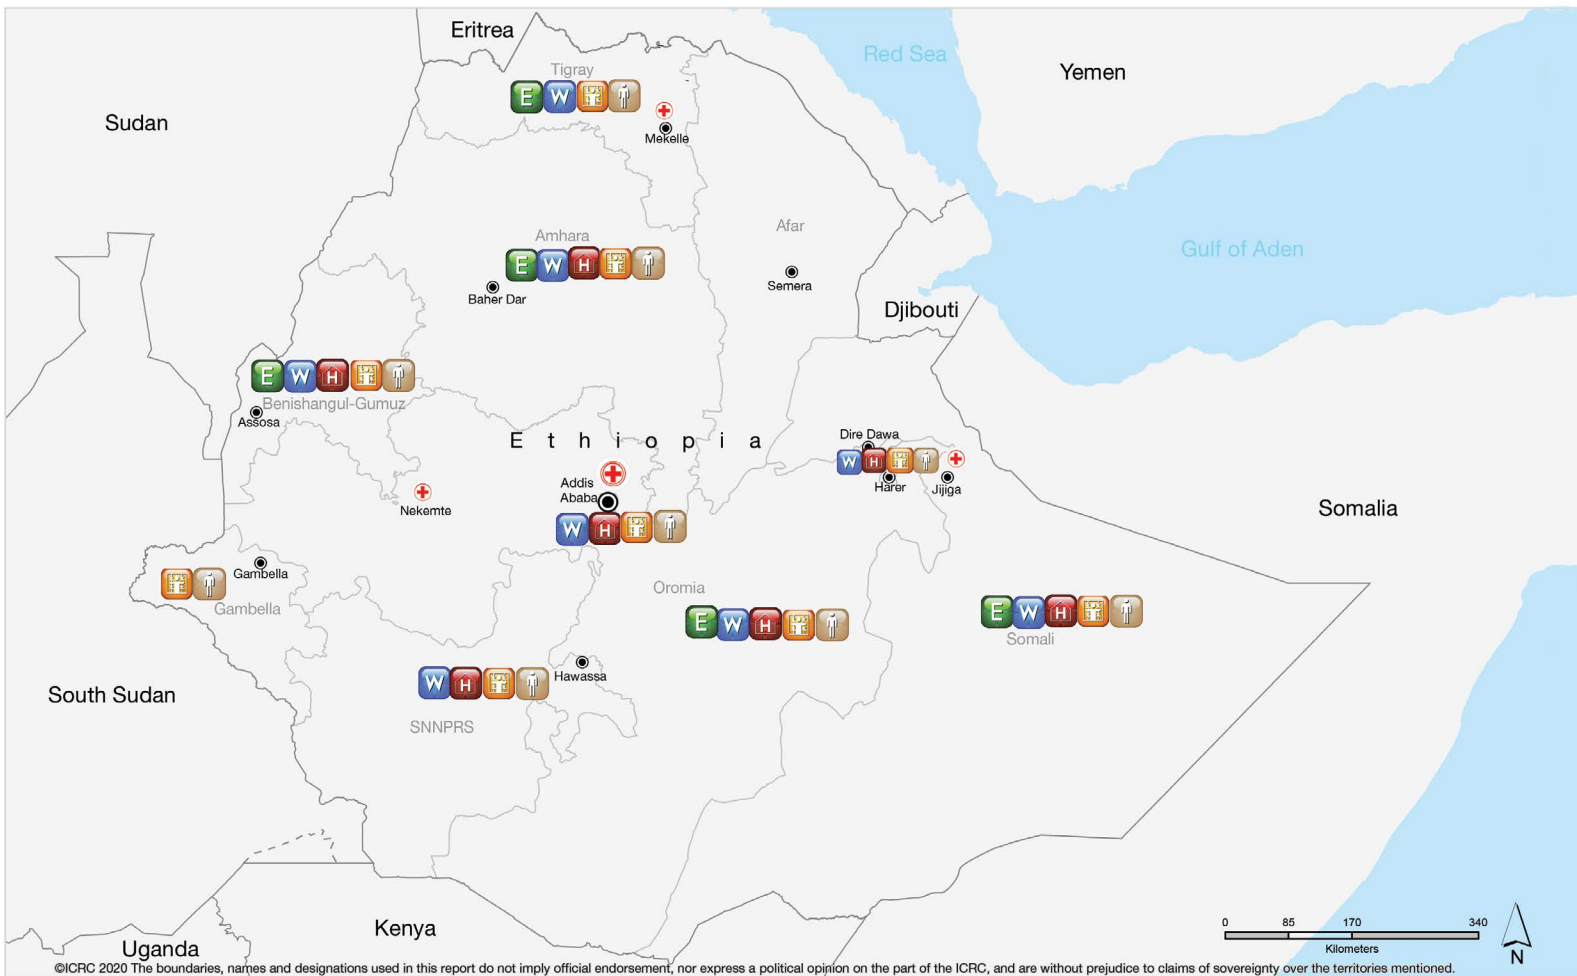 Eritrea
Red Sea
Yemen
Tigray
E W
Mekelle
Sudan
Afar
Amhara
E W H
Gulf of Aden
Semera
Baher Dar
Djibouti
E W H
Benishangul-Gumuz
Assosa
Ethiopia
Dire Dawa
W H
Harer
Jijiga
Addis
Ababa
Nekemte
W H
Somalia
Gambella
Gambella
Oromia
E W H
E W H
Somali
Hawassa
W H
South Sudan
SNNPRS
Kenya
Uganda
0 85 170 340
Kilometers
N
©ICRC 2020 The boundaries, names and designations used in this report do not imply official endorsement, nor express a political opinion on the part of the ICRC, and are without prejudice to claims of sovereignty over the territories mentioned.